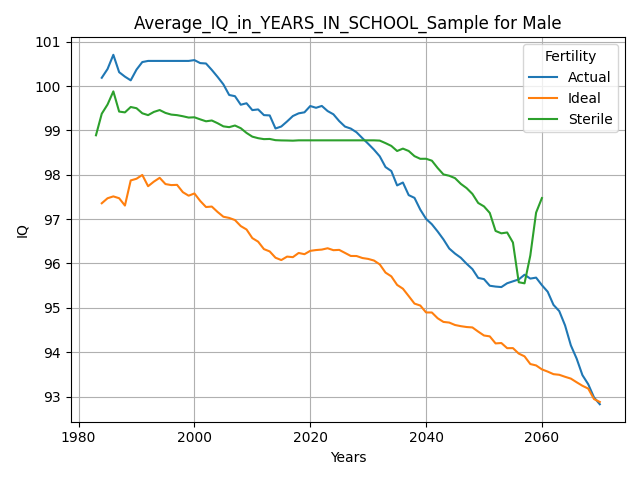 Average_IQ_in_YEARS_IN_SCHOOL_Sample for Male
101
100
99
98
97
96
95
94
93
IQ
1980
2000
2020
2040
2060
Years
Fertility
Actual
Ideal
Sterile